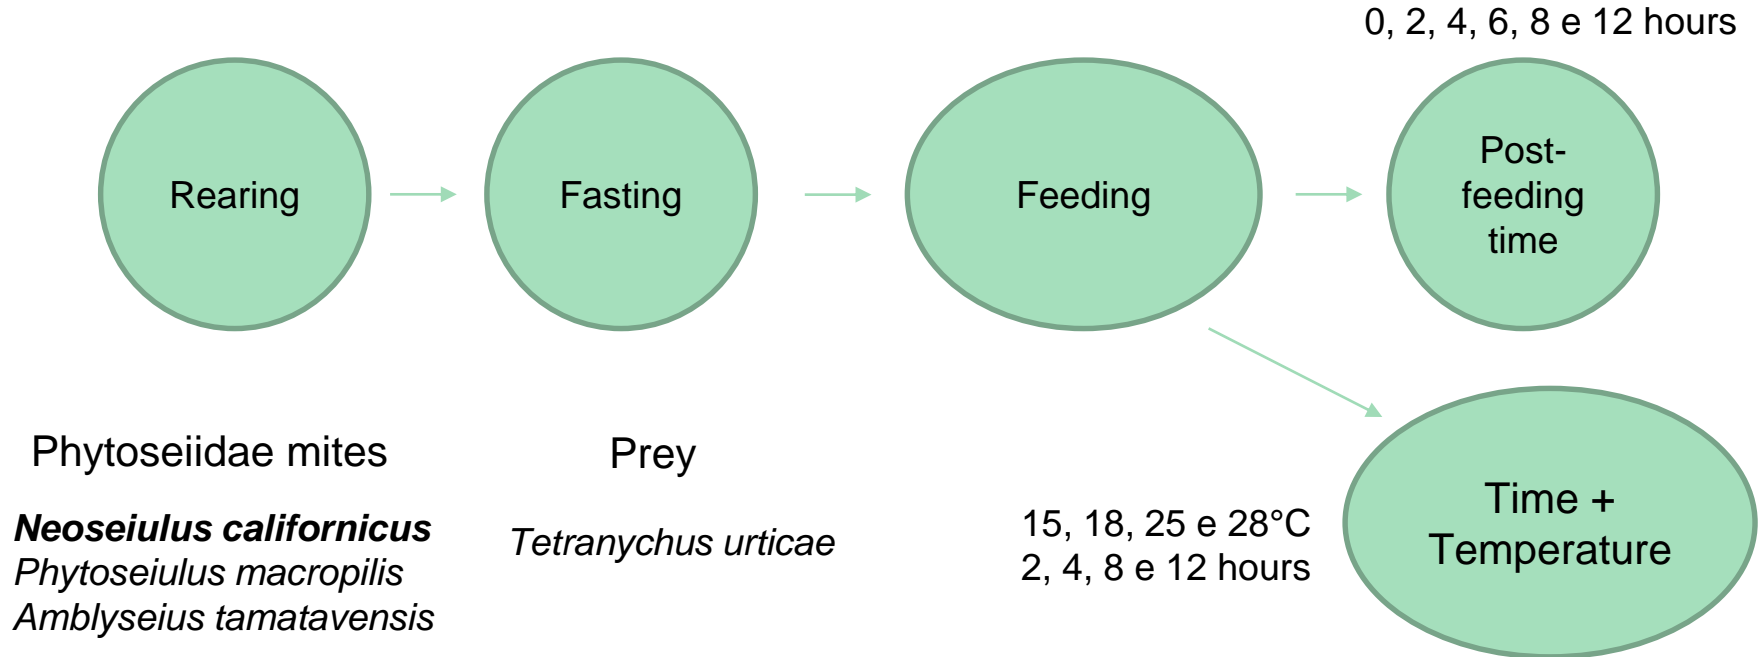 0, 2, 4, 6, 8 e 12 hours
Rearing
Fasting
Feeding
Post-
feeding
time
Phytoseiidae mites
Neoseiulus californicus
Phytoseiulus macropilis
Amblyseius tamatavensis
Prey
Tetranychus urticae
15, 18, 25 e 28°C
2, 4, 8 e 12 hours
Time +
Temperature